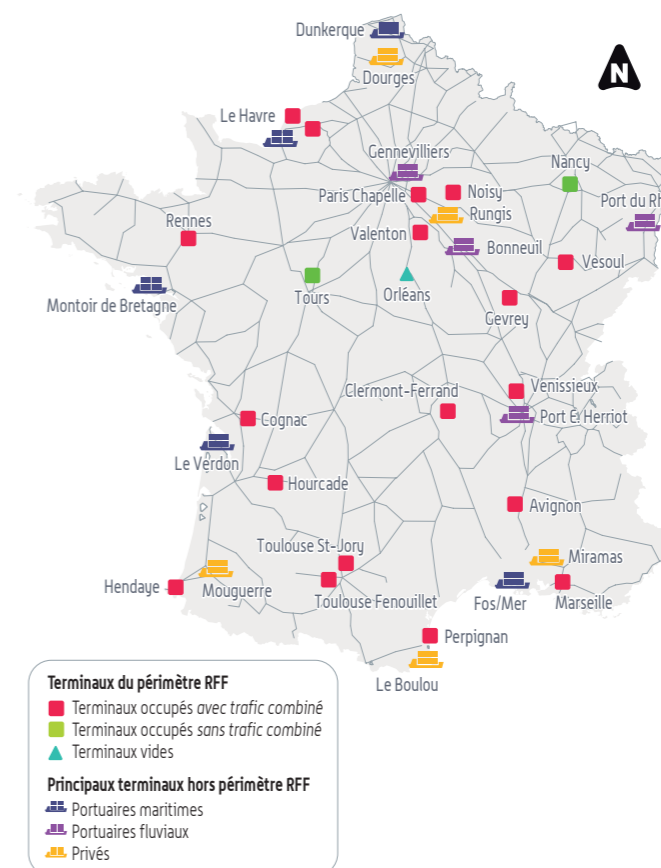 Dunkerque
N
Dourges
Le Havre
Gennevilliers
Nancy
Paris Chapelle
Noisy
Port du Rh
Rungis
Rennes
Valenton
Bonneuil
Vesoul
Montoir de Bretagne
Tours
Orléans
Gevrey
Clermont-Ferrand
Venissieux
Cognac
Port E. Herriot
Le Verdon
Hourcade
Avignon
Toulouse St-Jory
Miramas
Hendaye
Mouguerre
Toulouse Fenouillet
Fos/Mer
Marseille
Perpignan
Le Boulou
Terminaux du périmètre RFF
Terminaux occupés avec trafic combiné
Terminaux occupés sans trafic combiné
Terminaux vides
Principaux terminaux hors périmètre RFF
Portuaires maritimes
Portuaires fluviaux
Privés